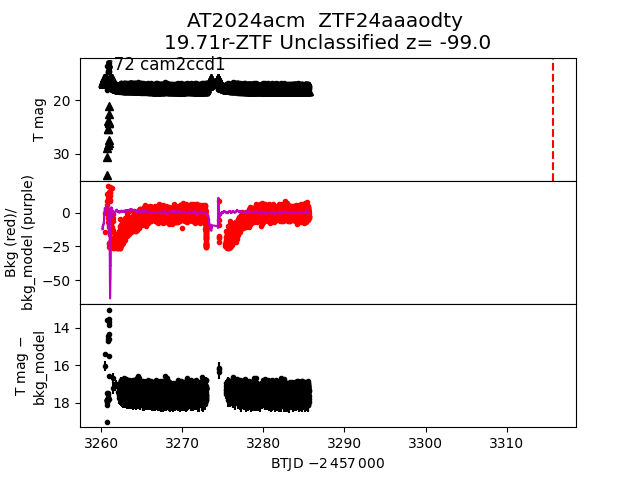 AT2024acm ZTF24aaaodty
19.71r-ZTF Unclassified z= -99.0
72 cam2ccd1
T mag
20
30
Bkg (red)/
bkg_model (purple)
0
−25
−50
T mag −
bkg_model
14
16
18
3260 3270 3280 3290 3300 3310
BTJD −2 457 000